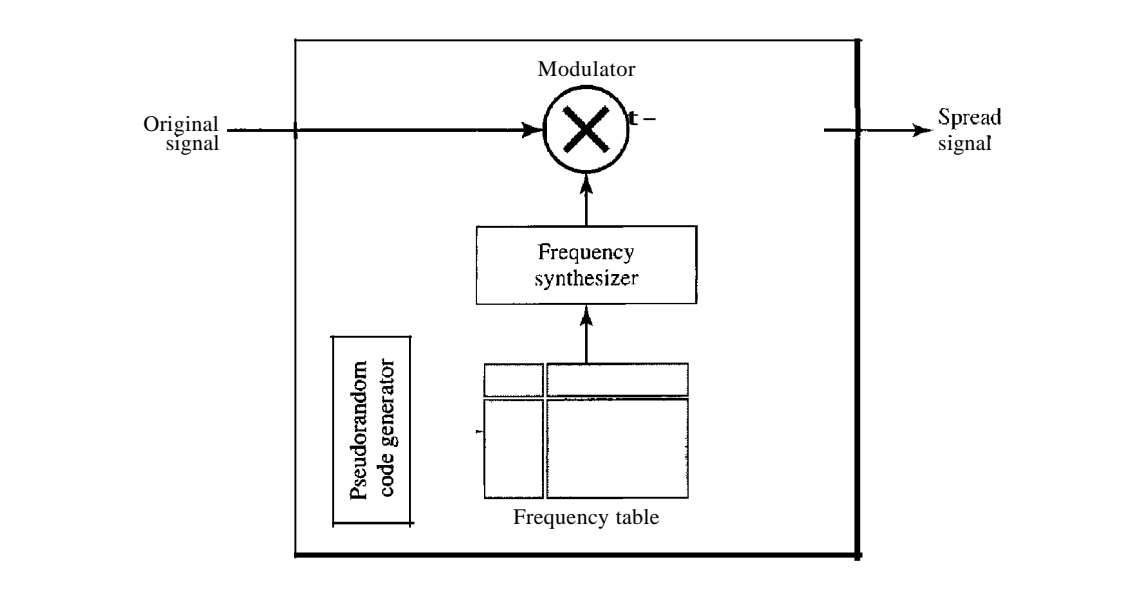 Modulator
Original
signal
Spread
signal
Frequency
synthesizer
Pseudorandom
code generator
Frequency table